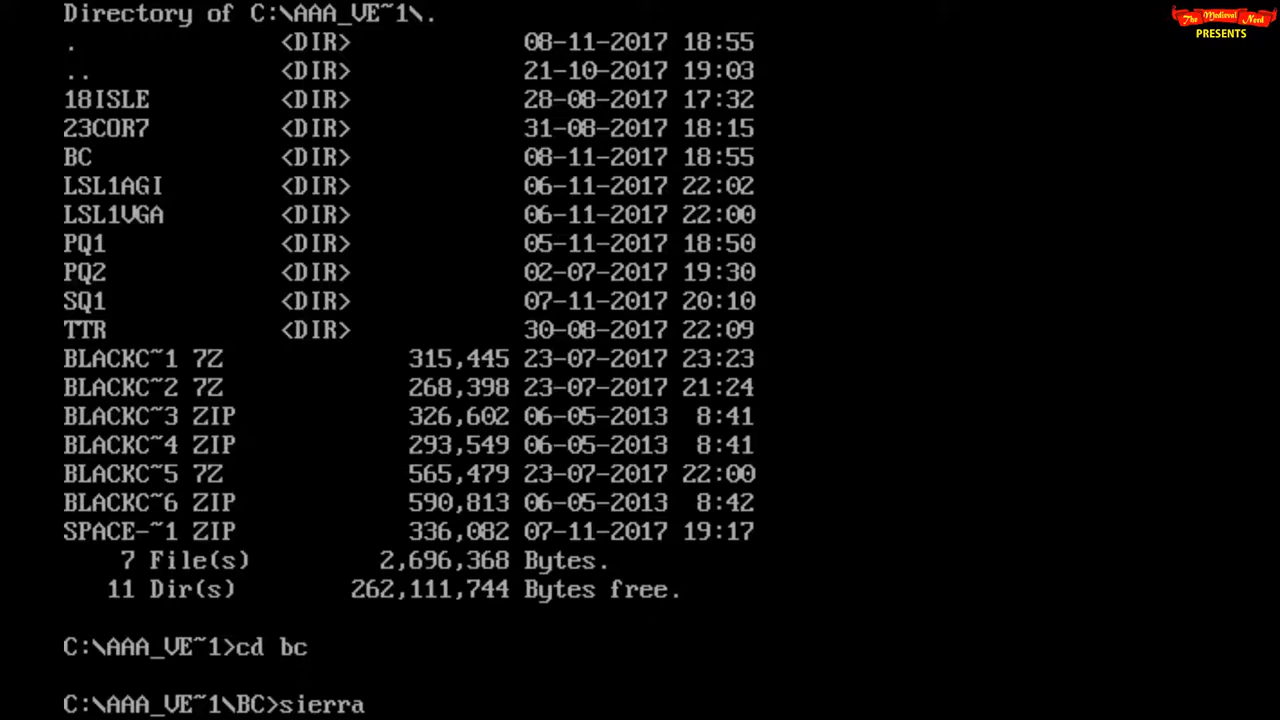 Directory of C:\AAA_VE~1\.
. <DIR> 08-11-2017 18:55
.. <DIR> 21-10-2017 19:03
18ISLE <DIR> 28-08-2017 17:32
23COR7 <DIR> 31-08-2017 18:15
BC <DIR> 08-11-2017 18:55
LSL1AGI <DIR> 06-11-2017 22:02
LSL1VGA <DIR> 06-11-2017 22:00
PQ1 <DIR> 05-11-2017 18:50
PQ2 <DIR> 02-07-2017 19:30
SQ1 <DIR> 07-11-2017 20:10
TTR <DIR> 30-08-2017 22:09
BLACKC~1 7Z 315,445 23-07-2017 23:23
BLACKC~2 7Z 268,398 23-07-2017 21:24
BLACKC~3 ZIP 326,602 06-05-2013 8:41
BLACKC~4 ZIP 293,549 06-05-2013 8:41
BLACKC~5 7Z 565,479 23-07-2017 22:00
BLACKC~6 ZIP 590,813 06-05-2013 8:42
SPACE-~1 ZIP 336,082 07-11-2017 19:17
7 File(s) 2,696,368 Bytes.
11 Dir(s) 262,111,744 Bytes free.
C:\AAA_VE~1>cd bc
C:\AAA_VE~1\BC>sierra
The Medieval Nerd
PRESENTS